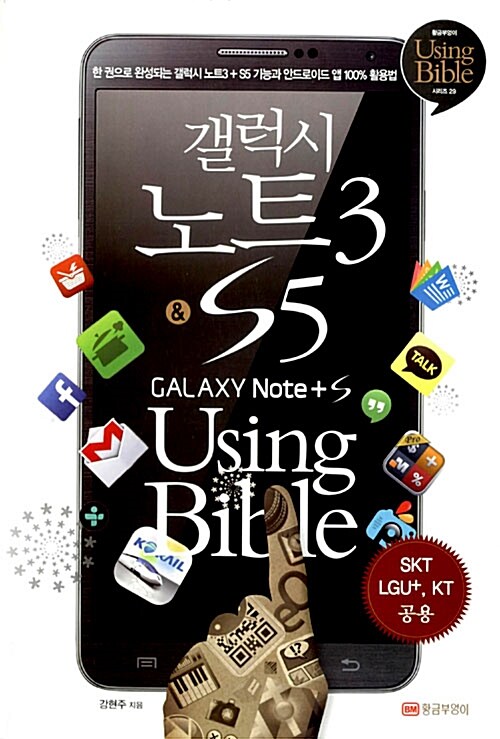 황금부엉이
Using
Bible
시리즈 29
한 권으로 완성되는 갤럭시 노트3 + S5 기능과 안드로이드 앱 100% 활용법
갤럭시
노트3
& S5
GALAXY Note + S
Using
Bible
W
TALK
f
M
Pro
%
KORAIL
SKT
LGU+, KT
공용
강현주 지음
BM 황금부엉이